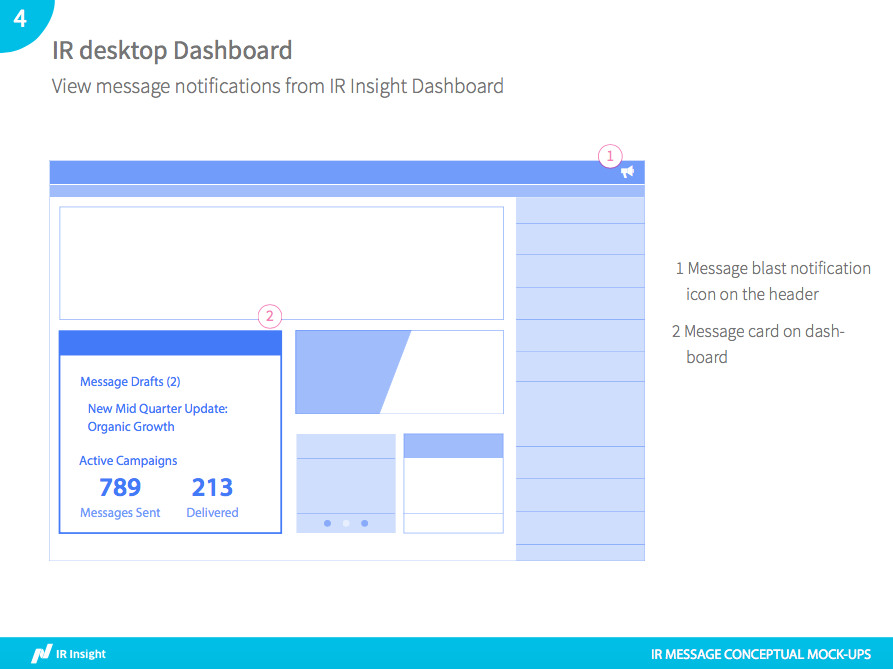 4
IR desktop Dashboard
View message notifications from IR Insight Dashboard
1
2
Message Drafts (2)
New Mid Quarter Update:
Organic Growth
Active Campaigns
789 213
Messages Sent Delivered
1 Message blast notification
icon on the header
2 Message card on dash-
board
IR Insight
IR MESSAGE CONCEPTUAL MOCK-UPS